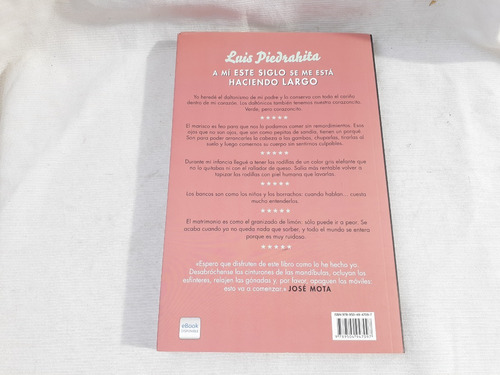 Luis Piedrahita
A MÍ ESTE SIGLO SE ME ESTÁ
HACIENDO LARGO
Yo heredé el daltonismo de mi padre y lo conservo con todo el cariño
dentro de mi corazón. Los daltónicos también tenemos nuestro corazoncito.
Verde, pero corazoncito.
★★★★★
El marisco es feo para que nos lo podamos comer sin remordimientos. Esos
ojos que no son ojos, que son como pepitas de sandía, tienen un porqué.
Son para poder arrancarles la cabeza a las gambas, chuparlas, tirarlas al
suelo y luego comernos su cuerpo sin sentirnos culpables.
★★★★★
Durante mi infancia llegué a tener las rodillas de un color gris elefante que
no lo quitaban ni con el rallador de queso. Salía más rentable volver a
tapizar las rodillas con piel humana que lavarlas.
★★★★★
Los bancos son como los niños y los borrachos: cuando hablan... cuesta
mucho entenderlos.
★★★★★
El matrimonio es como el granizado de limón: sólo puede ir a peor. Se
acaba cuando ya no queda nada que sorber, y todo el mundo se entera
porque es muy ruidoso.
★★★★★
«Espero que disfruten de este libro como lo he hecho yo.
Desabróchense los cinturones de las mandíbulas, ocluyan los
esfínteres, relajen las gónadas y, por favor, apaguen los móviles:
esto va a comenzar.» JOSÉ MOTA
eBook